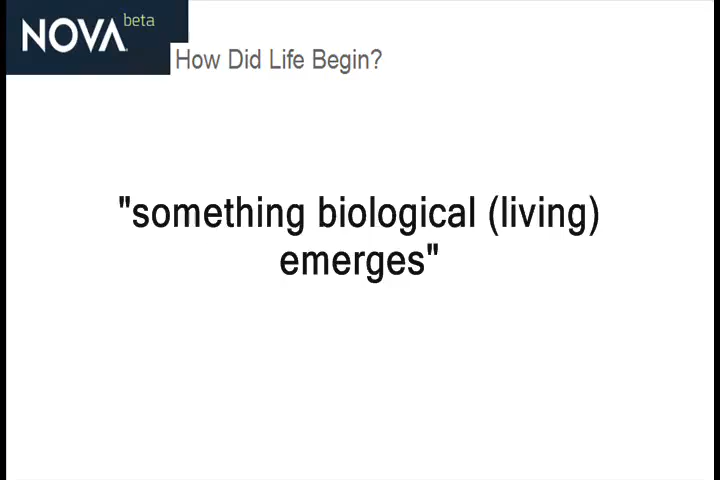 NOVA beta
How Did Life Begin?
"something biological (living)
emerges"